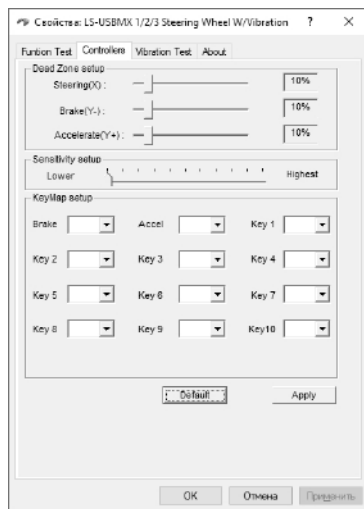 Свойства: LS-USBMX 1/2/3 Steering Wheel W/Vibration ? ×
Funtion Test Controllers Vibration Test About
Dead Zone setup
Steering(X) : 10%
Brake(Y-) : 10%
Accelerate(Y+) : 10%
Sensitivity setup
Lower Highest
KeyMap setup
Brake Accel Key 1
Key 2 Key 3 Key 4
Key 5 Key 6 Key 7
Key 8 Key 9 Key10
Default Apply
OK Отмена Применить